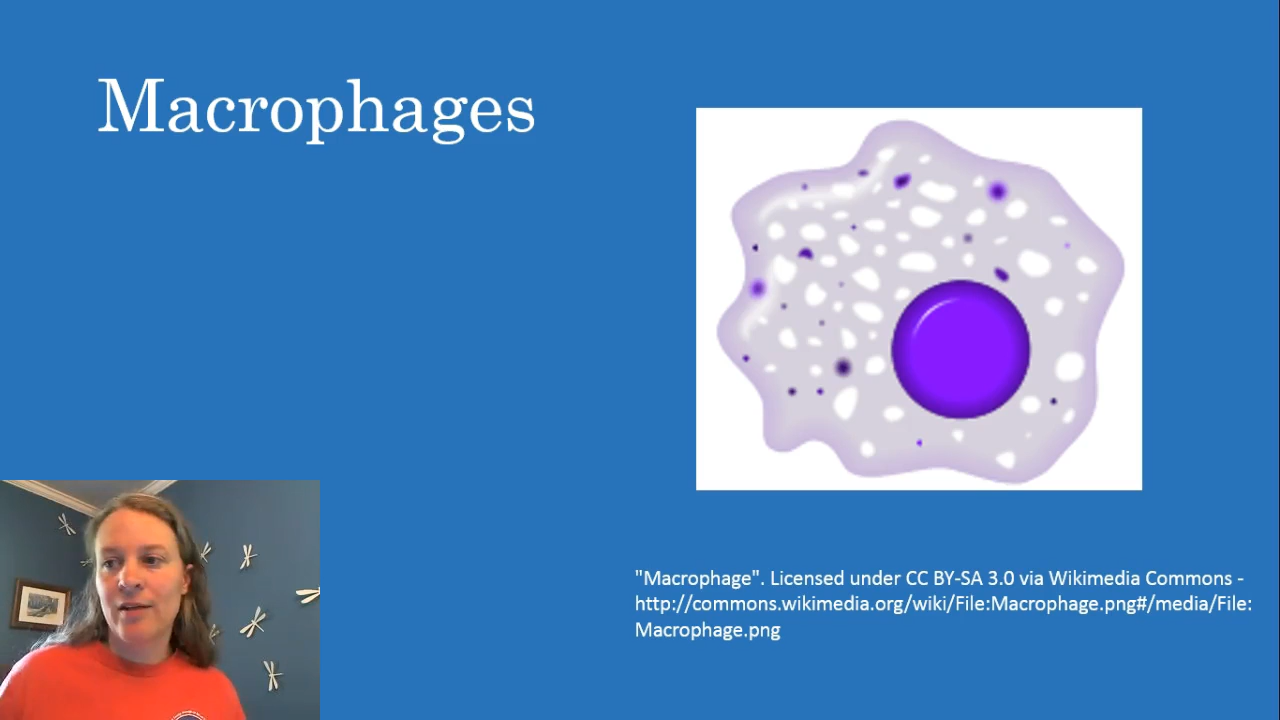 Macrophages
"Macrophage". Licensed under CC BY-SA 3.0 via Wikimedia Commons -
http://commons.wikimedia.org/wiki/File:Macrophage.png#/media/File:
Macrophage.png